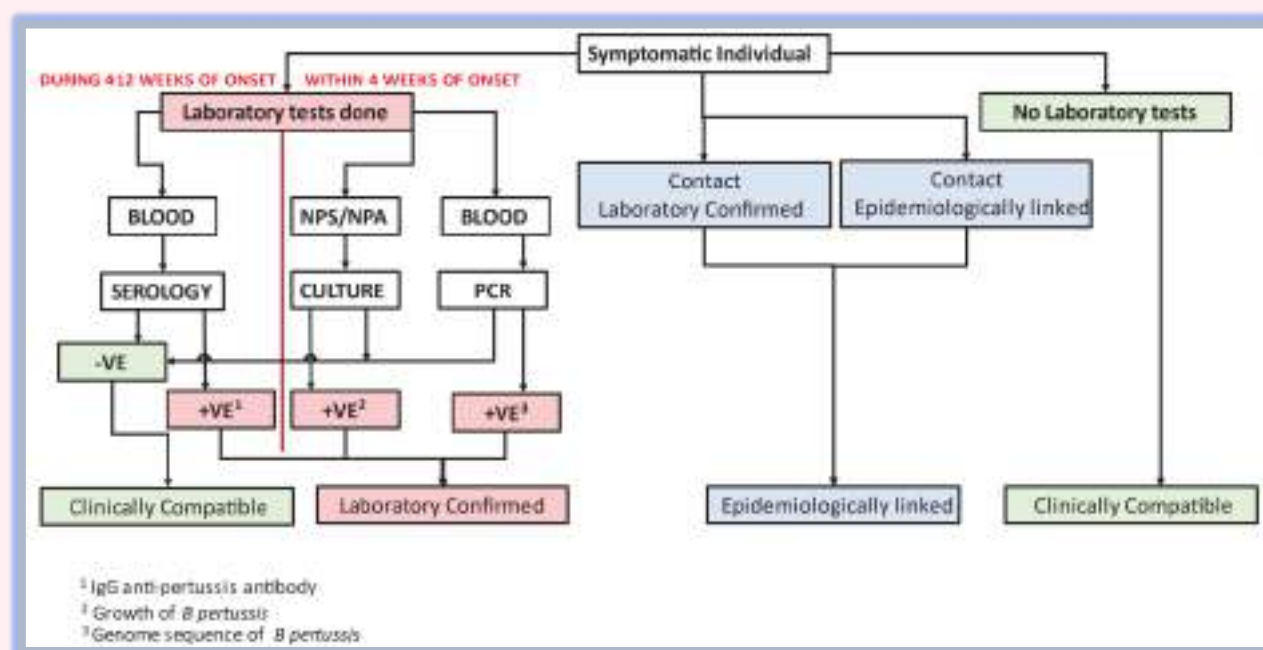 Symptomatic Individual
DURING 412 WEEKS OF ONSET
WITHIN 4 WEEKS OF ONSET
Laboratory tests done
No Laboratory tests
Contact
Laboratory Confirmed
Contact
Epidemiologically linked
BLOOD
NPS/NPA
BLOOD
SEROLOGY
CULTURE
PCR
-VE
+VE¹
+VE²
+VE³
Clinically Compatible
Laboratory Confirmed
Epidemiologically linked
Clinically Compatible
¹ IgG anti-pertussis antibody
² Growth of B pertussis
³ Genome sequence of B pertussis